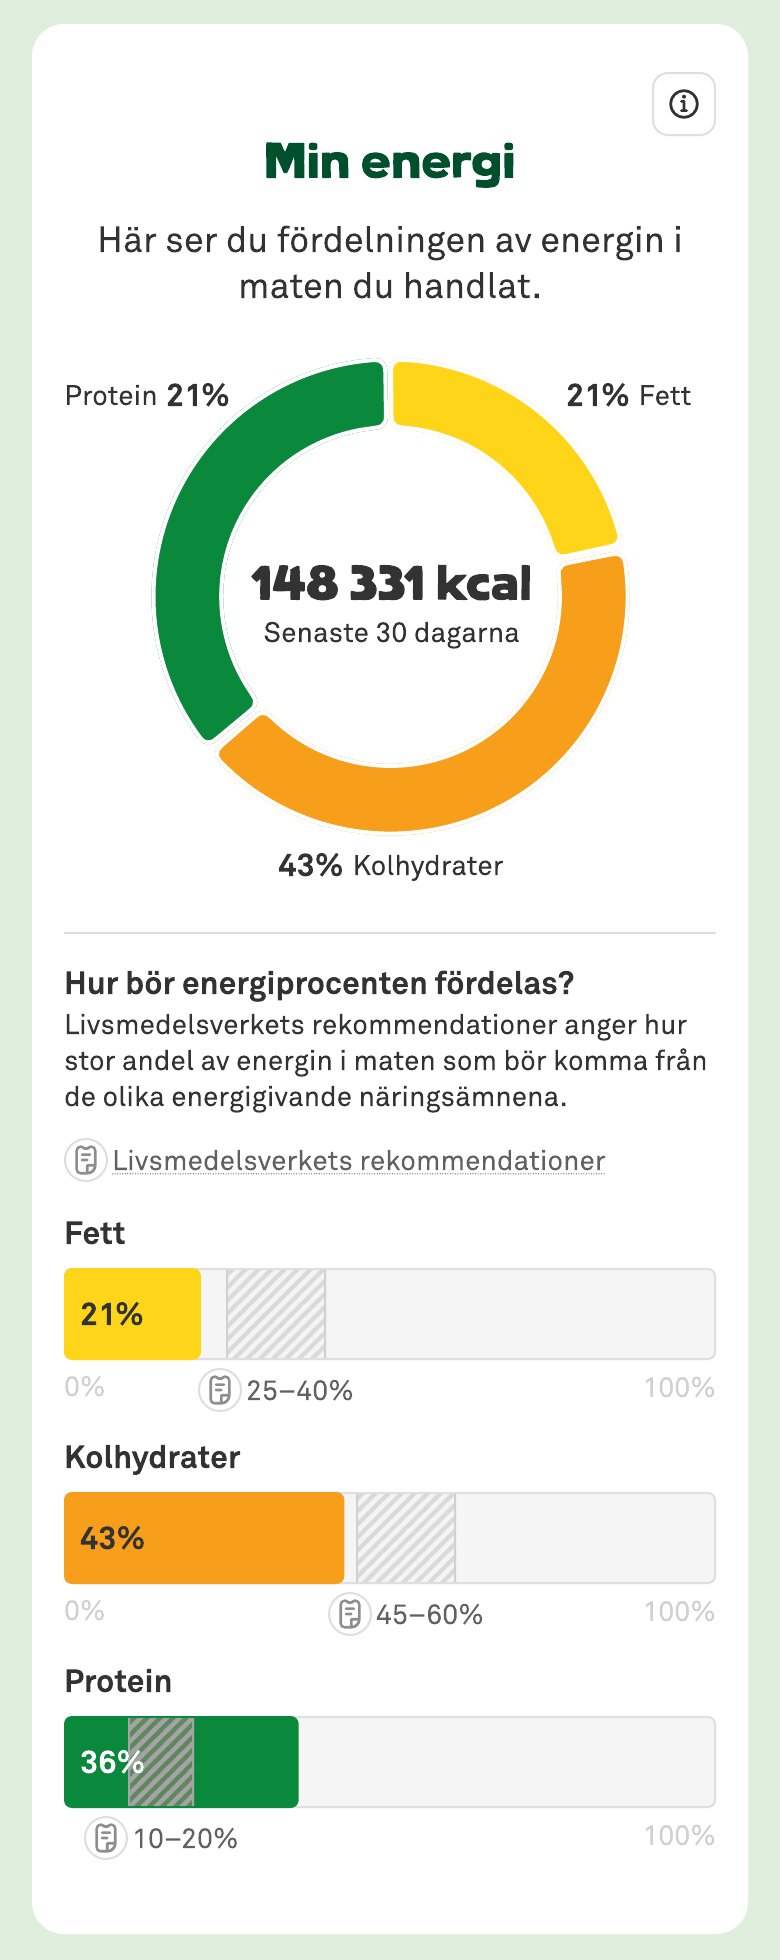 Min energi
Här ser du fördelningen av energin i
maten du handlat.
Protein 21%
21% Fett
148 331 kcal
Senaste 30 dagarna
43% Kolhydrater
Hur bör energiprocenten fördelas?
Livsmedelsverkets rekommendationer anger hur
stor andel av energin i maten som bör komma från
de olika energigivande näringsämnena.
Livsmedelsverkets rekommendationer
Fett
21%
0%
25–40%
100%
Kolhydrater
43%
0%
45–60%
100%
Protein
36%
10–20%
100%